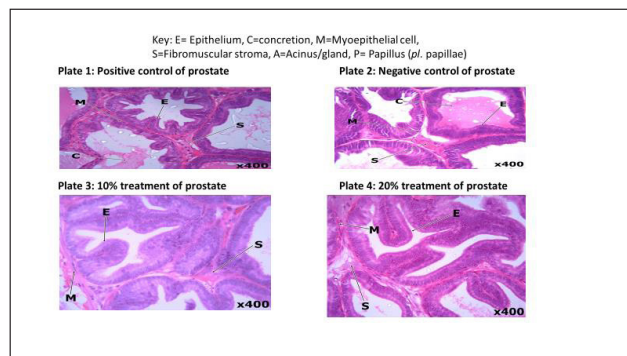 Key: E= Epithelium, C=concretion, M=Myoepithelial cell,
S=Fibromuscular stroma, A=Acinus/gland, P= Papillus (pl. papillae)
Plate 1: Positive control of prostate
Plate 2: Negative control of prostate
M
E
S
C
x400
C
E
M
S
x400
Plate 3: 10% treatment of prostate
Plate 4: 20% treatment of prostate
E
S
M
x400
E
M
S
x400